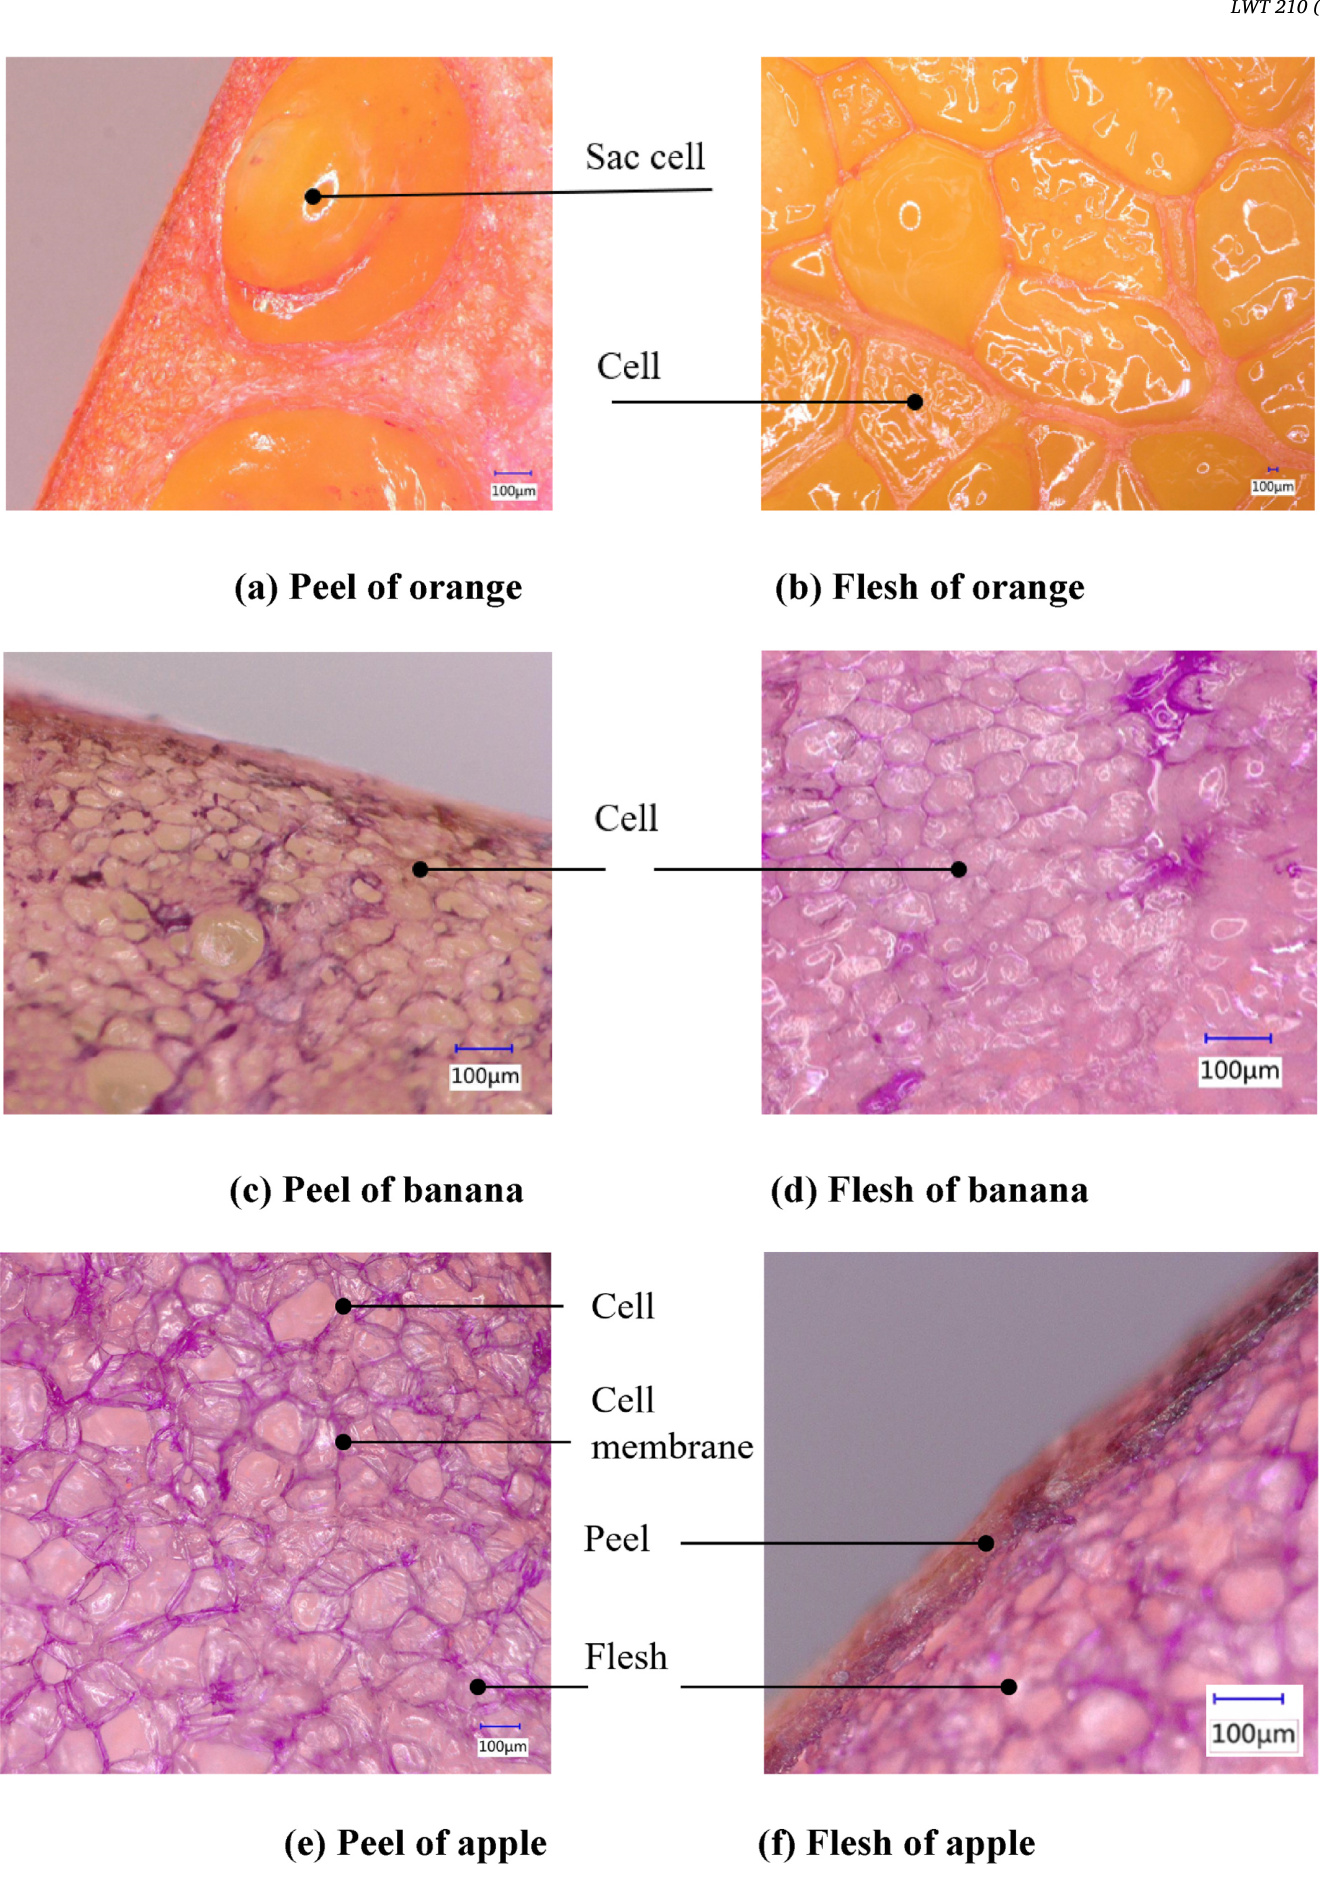 LWT 210 (
Sac cell
Cell
100μm
100μm
(a) Peel of orange
(b) Flesh of orange
Cell
100μm
100μm
(c) Peel of banana
(d) Flesh of banana
Cell
Cell
membrane
Peel
Flesh
100μm
100μm
(e) Peel of apple
(f) Flesh of apple